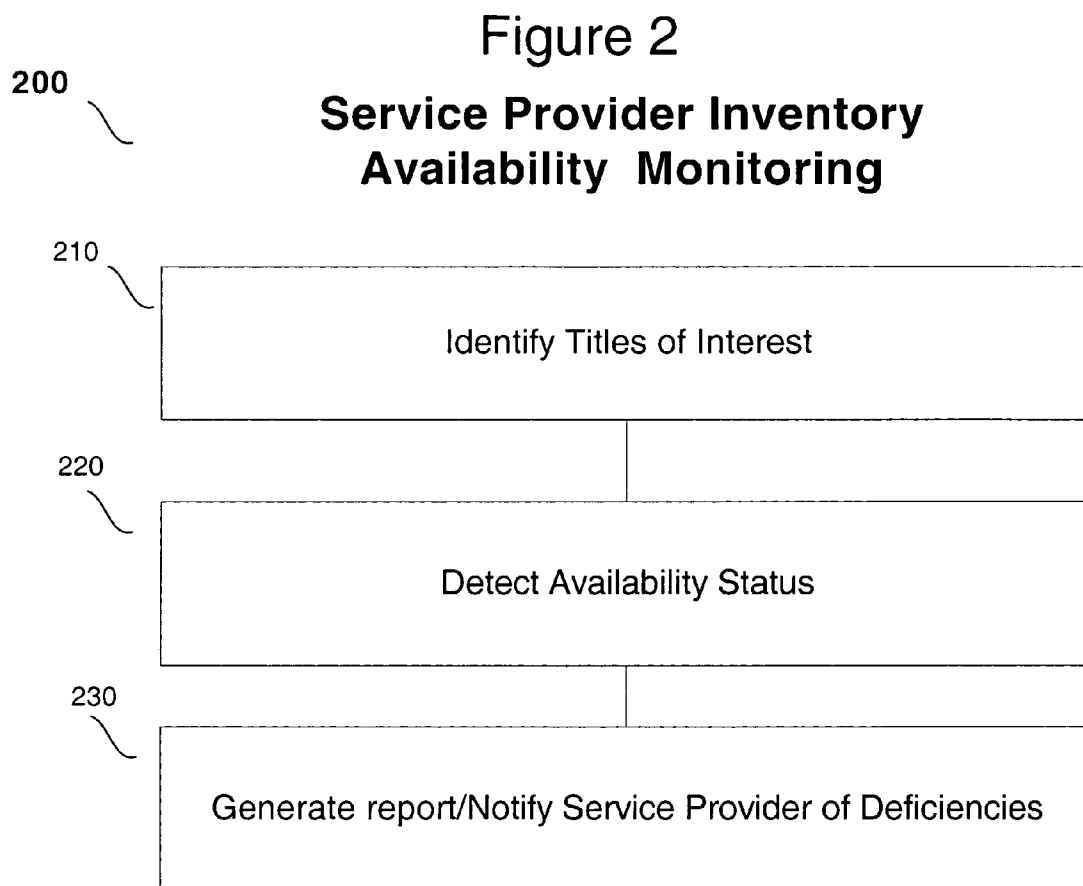 Figure 2
200
Service Provider Inventory
Availability Monitoring
210
Identify Titles of Interest
220
Detect Availability Status
230
Generate report/Notify Service Provider of Deficiencies